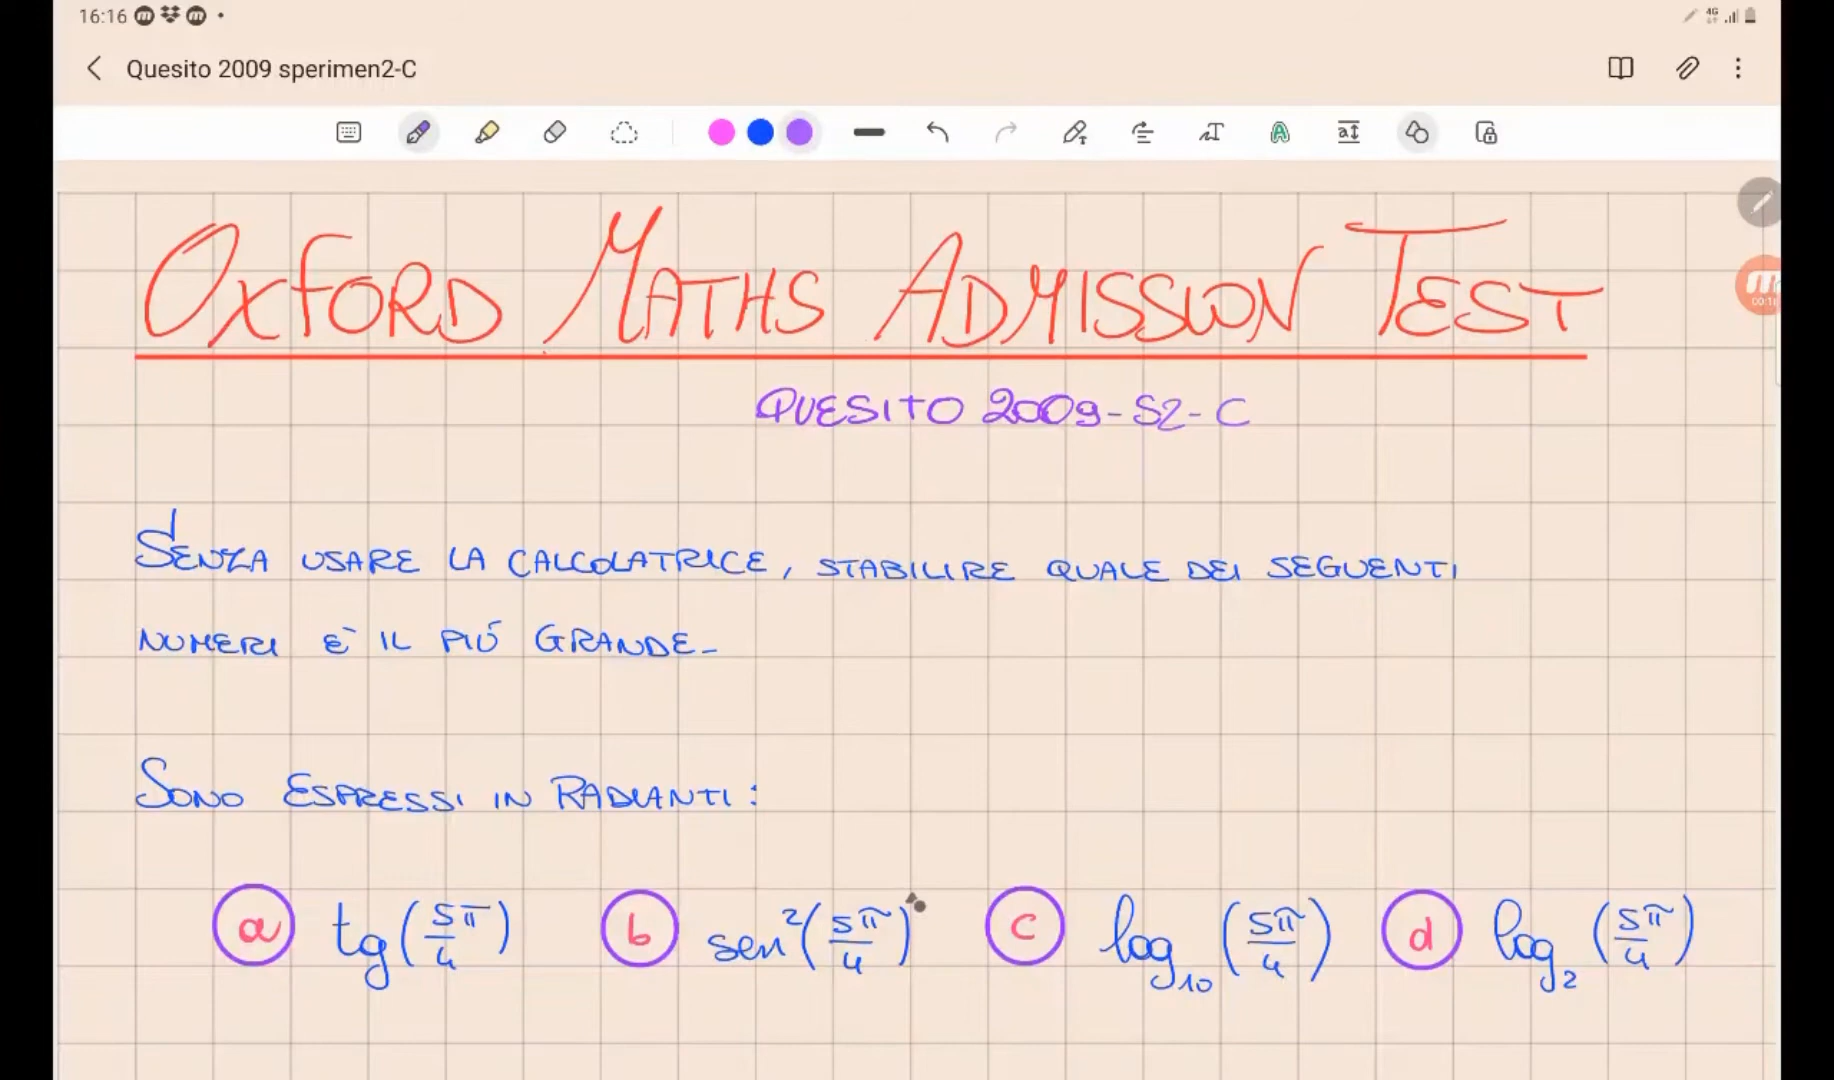 16:16
4G
Quesito 2009 sperimen2-C
OXFORD MATHS ADMISSION TEST
QUESITO 2009-S2-C
SENZA USARE LA CALCOLATRICE, STABILIRE QUALE DEI SEGUENTI
NUMERI È IL PIÚ GRANDE_
SONO ESPRESSI IN RADIANTI:
a tg(5π/4) b sen²(5π/4) c log₁₀(5π/4) d log₂(5π/4)